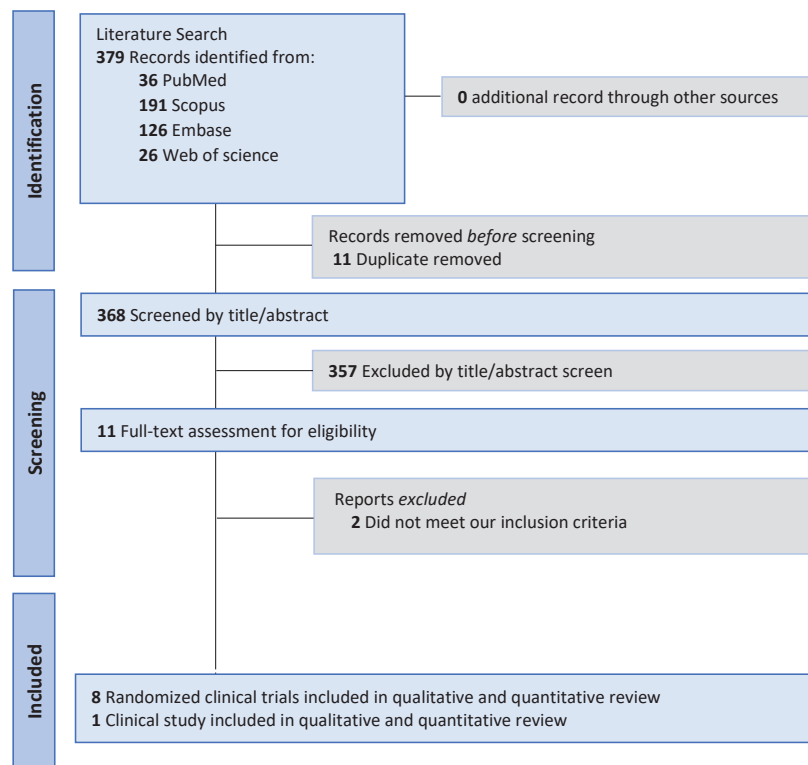 Identification
Literature Search
379 Records identified from:
36 PubMed
191 Scopus
126 Embase
26 Web of science
0 additional record through other sources
Records removed before screening
11 Duplicate removed
Screening
368 Screened by title/abstract
357 Excluded by title/abstract screen
11 Full-text assessment for eligibility
Reports excluded
2 Did not meet our inclusion criteria
Included
8 Randomized clinical trials included in qualitative and quantitative review
1 Clinical study included in qualitative and quantitative review